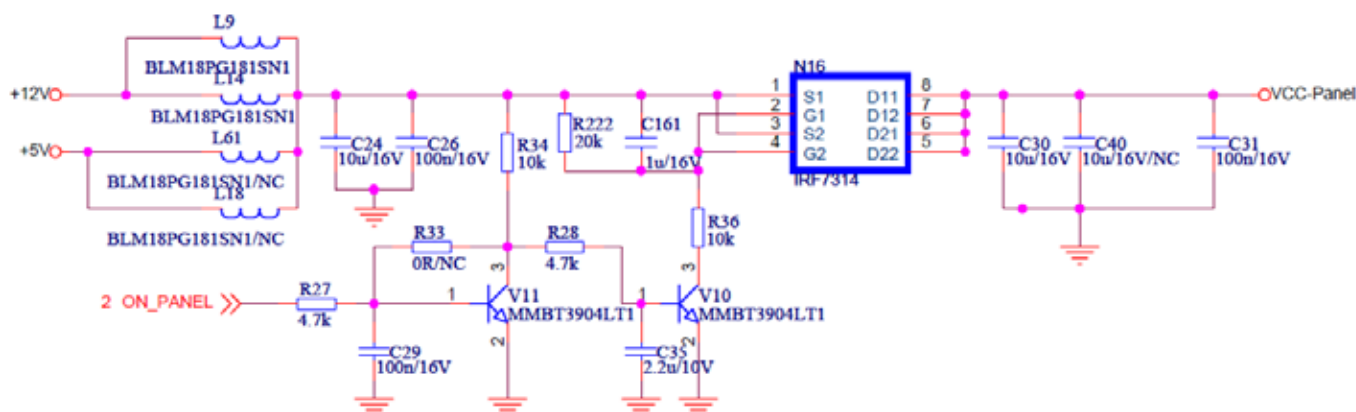 L9
BLM18PG181SN1
L14
BLM18PG181SN1
L61
BLM18PG181SN1/NC
L18
BLM18PG181SN1/NC
+12V
+5V
C24
10u/16V
C26
100n/16V
R34
10k
R222
20k
C161
1u/16V
N16
1
2
3
4
S1
G1
S2
G2
D11
D12
D21
D22
8
7
6
5
IRF7314
VCC-Panel
C30
10u/16V
C40
10u/16V/NC
C31
100n/16V
R33
0R/NC
R28
4.7k
R36
10k
2 ON_PANEL
R27
4.7k
1
3
V11
MMBT3904LT1
2
1
3
V10
MMBT3904LT1
2
C29
100n/16V
C35
2.2u/10V